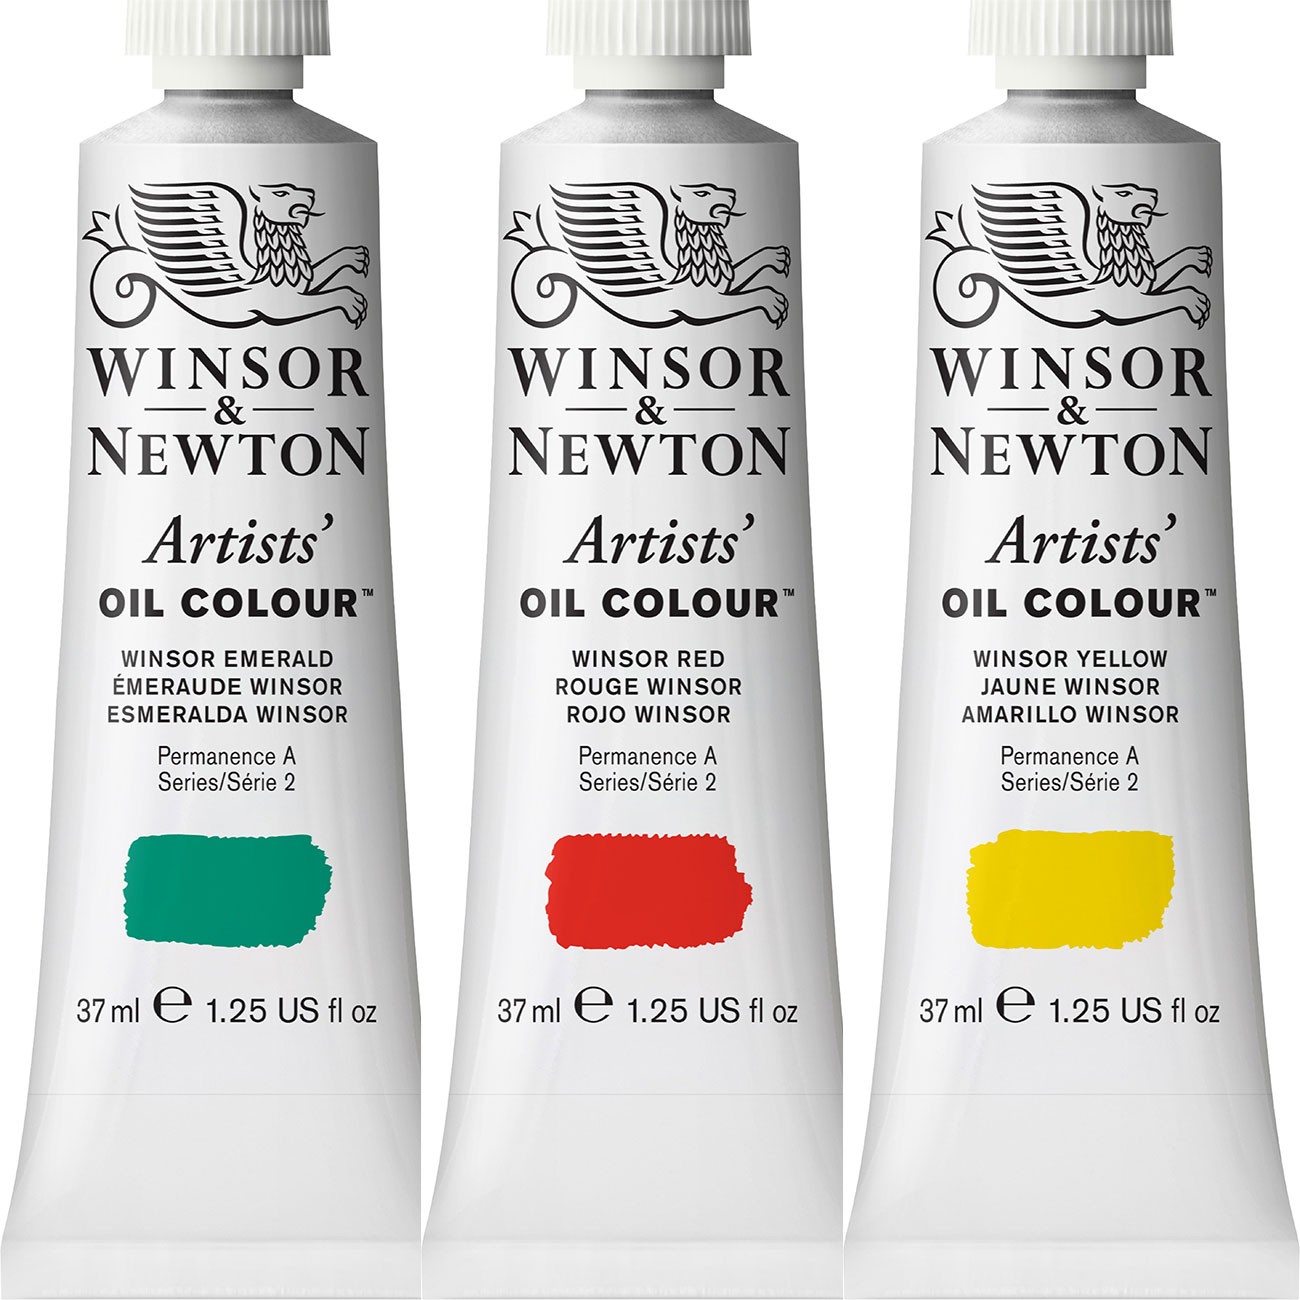 WINSOR
&
NEWTON
Artists'
OIL COLOUR™
WINSOR EMERALD
ÉMERAUDE WINSOR
ESMERALDA WINSOR
Permanence A
Series/Série 2
37 ml ℮ 1.25 US fl oz
WINSOR
&
NEWTON
Artists'
OIL COLOUR™
WINSOR RED
ROUGE WINSOR
ROJO WINSOR
Permanence A
Series/Série 2
37 ml ℮ 1.25 US fl oz
WINSOR
&
NEWTON
Artists'
OIL COLOUR™
WINSOR YELLOW
JAUNE WINSOR
AMARILLO WINSOR
Permanence A
Series/Série 2
37 ml ℮ 1.25 US fl oz